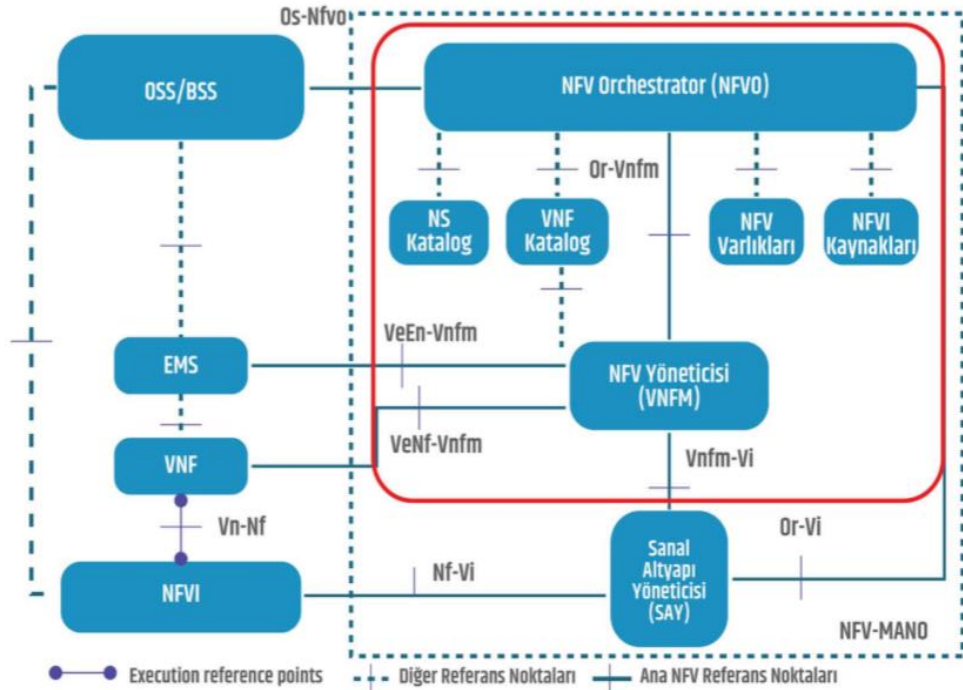 Os-Nfvo
OSS/BSS
NFV Orchestrator (NFVO)
Or-Vnfm
NS
Katalog
VNF
Katalog
NFV
Varlıkları
NFVI
Kaynakları
VeEn-Vnfm
EMS
NFV Yöneticisi
(VNFM)
VeNf-Vnfm
VNF
Vnfm-Vi
Vn-Nf
Or-Vi
Sanal
Altyapı
Yöneticisi
(SAY)
Nf-Vi
NFVI
NFV-MANO
Execution reference points
Diğer Referans Noktaları
Ana NFV Referans Noktaları